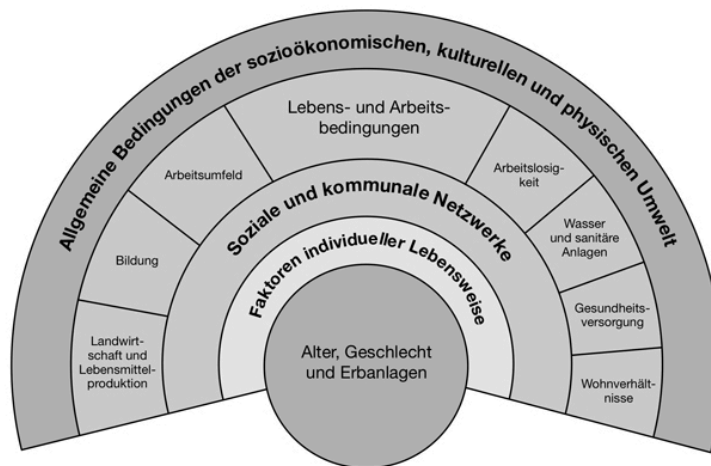 Allgemeine Bedingungen der sozioökonomischen, kulturellen und physischen Umwelt
Lebens- und Arbeits-
bedingungen
Arbeitsumfeld
Bildung
Landwirt-
schaft und
Lebensmittel-
produktion
Arbeitslosig-
keit
Wasser
und sanitäre
Anlagen
Gesundheits-
versorgung
Wohnverhält-
nisse
Soziale und kommunale Netzwerke
Faktoren individueller Lebensweise
Alter, Geschlecht
und Erbanlagen